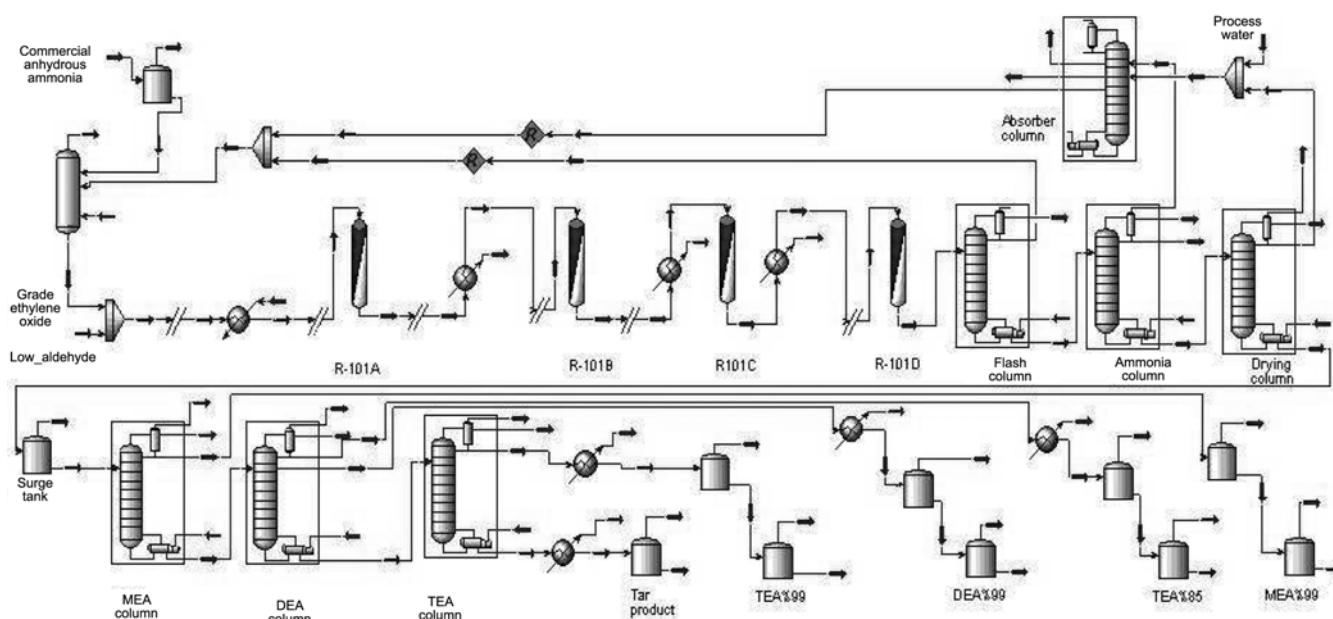 Commercial
anhydrous
ammonia
Process
water
Absorber
column
R
R
Grade
ethylene
oxide
Low_aldehyde
R-101A
R-101B
R101C
R-101D
Flash
column
Ammonia
column
Drying
column
Surge
tank
MEA
column
DEA
column
TEA
column
Tar
product
TEA%99
DEA%99
TEA%85
MEA%99